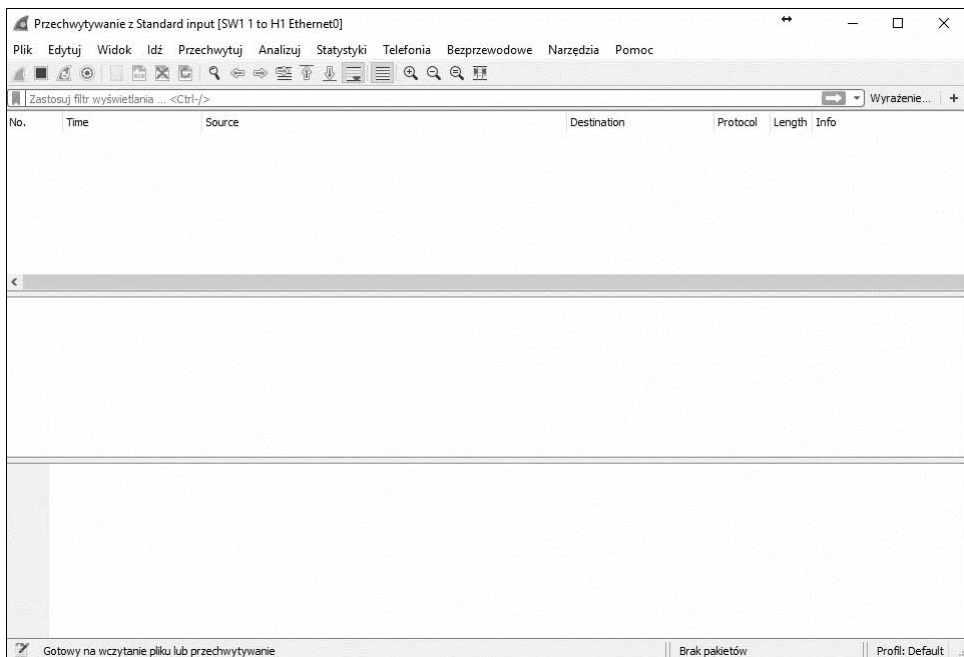 Przechwytywanie z Standard input [SW1 1 to H1 Ethernet0]
Plik Edytuj Widok Idź Przechwytuj Analizuj Statystyki Telefonia Bezprzewodowe Narzędzia Pomoc
Zastosuj filtr wyświetlania ... <Ctrl-/> Wyrażenie... +
No. Time Source Destination Protocol Length Info
Gotowy na wczytanie pliku lub przechwytywanie Brak pakietów Profil: Default